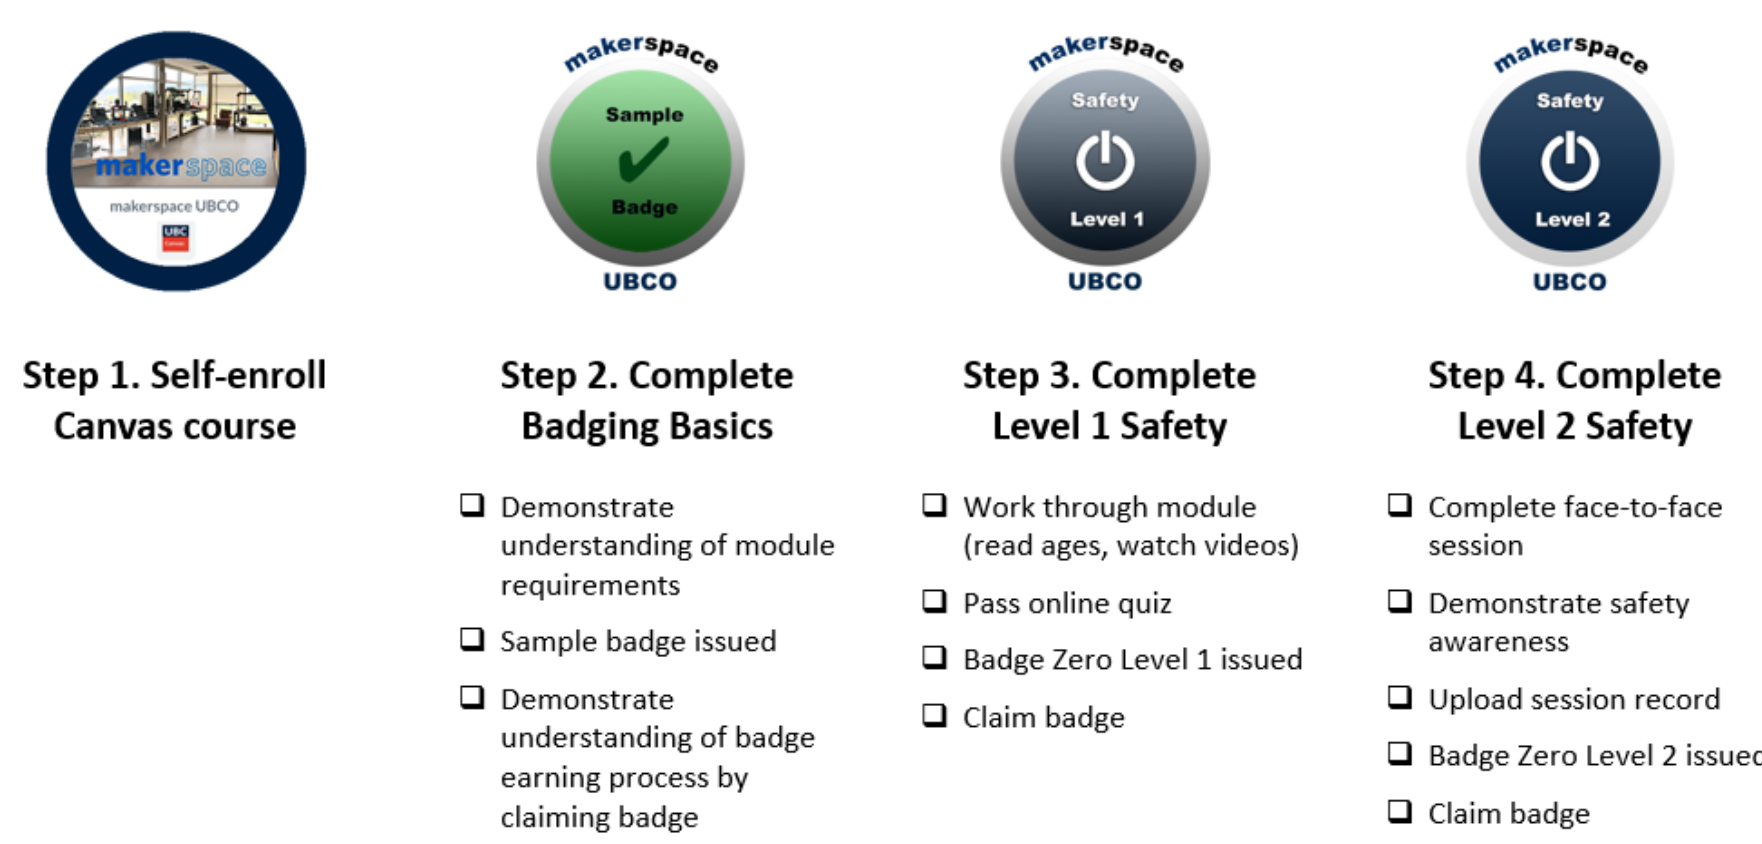 makerspace
makerspace UBCO
UBC
Canvas
Step 1. Self-enroll
Canvas course
makerspace
Sample
Badge
UBCO
Step 2. Complete
Badging Basics
Demonstrate
understanding of module
requirements
Sample badge issued
Demonstrate
understanding of badge
earning process by
claiming badge
makerspace
Safety
Level 1
UBCO
Step 3. Complete
Level 1 Safety
Work through module
(read ages, watch videos)
Pass online quiz
Badge Zero Level 1 issued
Claim badge
makerspace
Safety
Level 2
UBCO
Step 4. Complete
Level 2 Safety
Complete face-to-face
session
Demonstrate safety
awareness
Upload session record
Badge Zero Level 2 issued
Claim badge